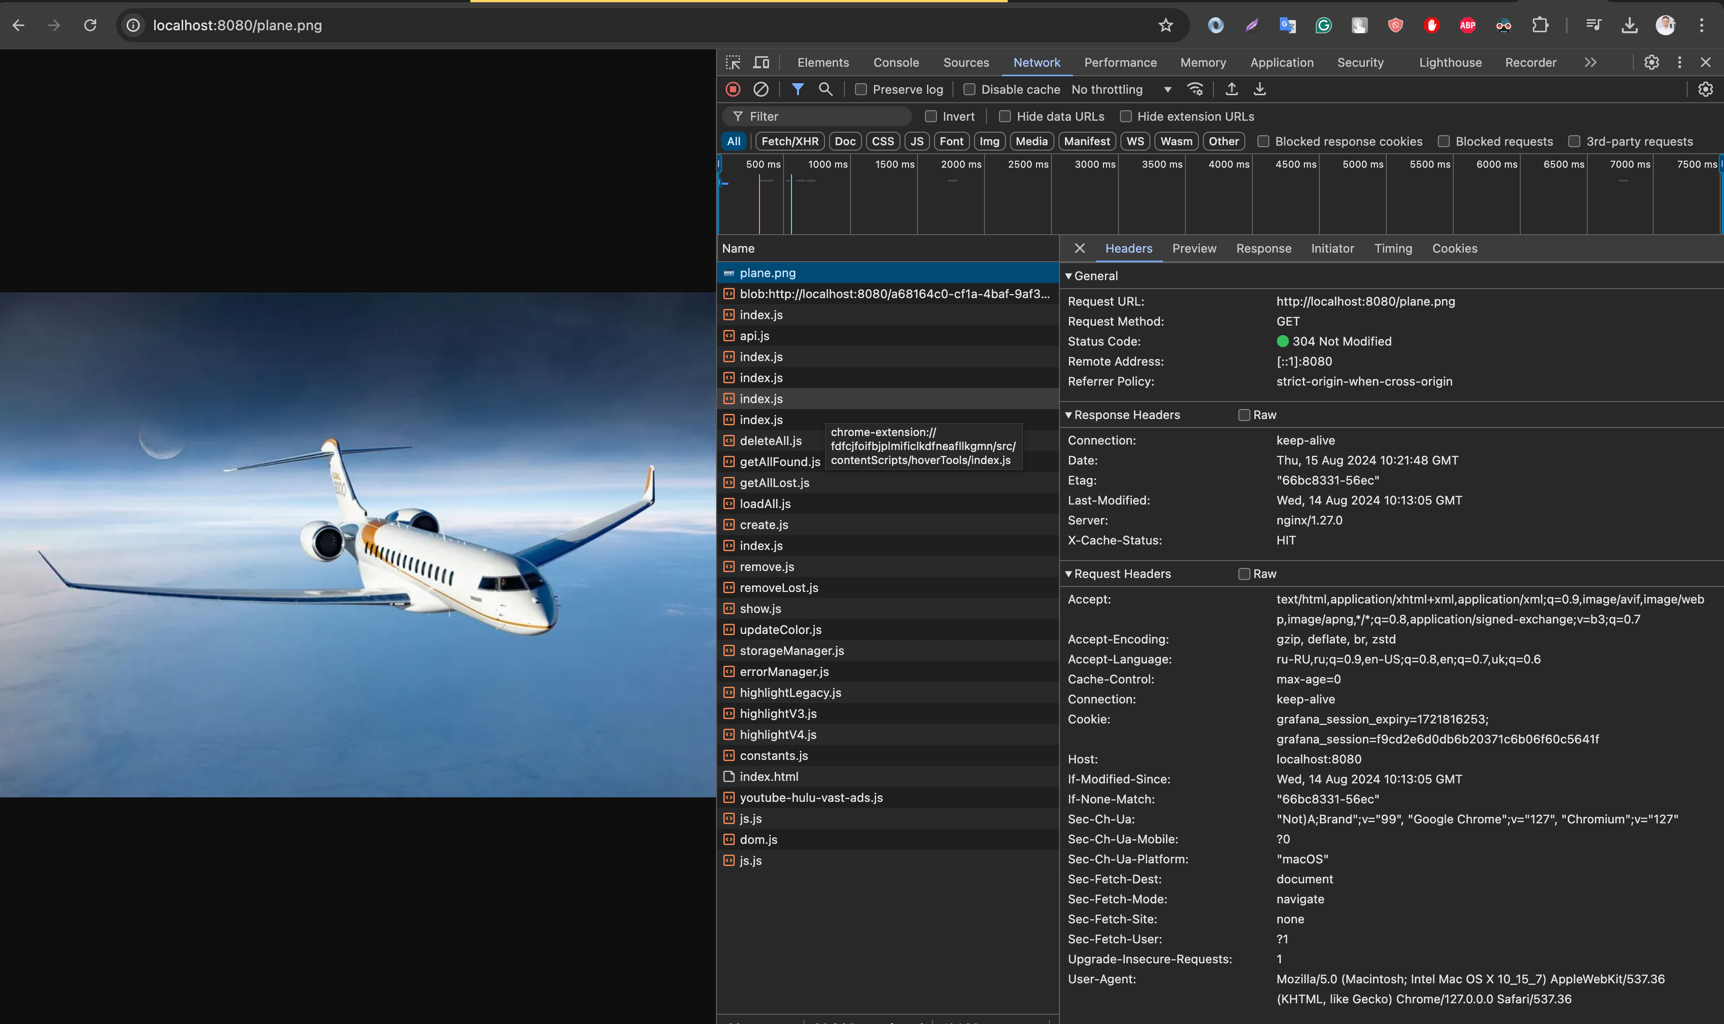 localhost:8080/plane.png
ABP
Elements
Console
Sources
Network
Performance
Memory
Application
Security
Lighthouse
Recorder
Preserve log
Disable cache
No throttling
Filter
Invert
Hide data URLs
Hide extension URLs
All
Fetch/XHR
Doc
CSS
JS
Font
Img
Media
Manifest
WS
Wasm
Other
Blocked response cookies
Blocked requests
3rd-party requests
500 ms
1000 ms
1500 ms
2000 ms
2500 ms
3000 ms
3500 ms
4000 ms
4500 ms
5000 ms
5500 ms
6000 ms
6500 ms
7000 ms
7500 ms
Name
plane.png
blob:http://localhost:8080/a68164c0-cf1a-4baf-9af3...
index.js
api.js
index.js
index.js
index.js
index.js
deleteAll.js
getAllFound.js
getAllLost.js
loadAll.js
create.js
index.js
remove.js
removeLost.js
show.js
updateColor.js
storageManager.js
errorManager.js
highlightLegacy.js
highlightV3.js
highlightV4.js
constants.js
index.html
youtube-hulu-vast-ads.js
js.js
dom.js
js.js
chrome-extension://
fdfcjfoifbjplmificlkdfneafllkgmn/src/
contentScripts/hoverTools/index.js
Headers
Preview
Response
Initiator
Timing
Cookies
General
Request URL: http://localhost:8080/plane.png
Request Method: GET
Status Code: 304 Not Modified
Remote Address: [::1]:8080
Referrer Policy: strict-origin-when-cross-origin
Response Headers Raw
Connection: keep-alive
Date: Thu, 15 Aug 2024 10:21:48 GMT
Etag: "66bc8331-56ec"
Last-Modified: Wed, 14 Aug 2024 10:13:05 GMT
Server: nginx/1.27.0
X-Cache-Status: HIT
Request Headers Raw
Accept: text/html,application/xhtml+xml,application/xml;q=0.9,image/avif,image/web
p,image/apng,*/*;q=0.8,application/signed-exchange;v=b3;q=0.7
Accept-Encoding: gzip, deflate, br, zstd
Accept-Language: ru-RU,ru;q=0.9,en-US;q=0.8,en;q=0.7,uk;q=0.6
Cache-Control: max-age=0
Connection: keep-alive
Cookie: grafana_session_expiry=1721816253;
grafana_session=f9cd2e6d0db6b20371c6b06f60c5641f
Host: localhost:8080
If-Modified-Since: Wed, 14 Aug 2024 10:13:05 GMT
If-None-Match: "66bc8331-56ec"
Sec-Ch-Ua: "Not)A;Brand";v="99", "Google Chrome";v="127", "Chromium";v="127"
Sec-Ch-Ua-Mobile: ?0
Sec-Ch-Ua-Platform: "macOS"
Sec-Fetch-Dest: document
Sec-Fetch-Mode: navigate
Sec-Fetch-Site: none
Sec-Fetch-User: ?1
Upgrade-Insecure-Requests: 1
User-Agent: Mozilla/5.0 (Macintosh; Intel Mac OS X 10_15_7) AppleWebKit/537.36
(KHTML, like Gecko) Chrome/127.0.0.0 Safari/537.36